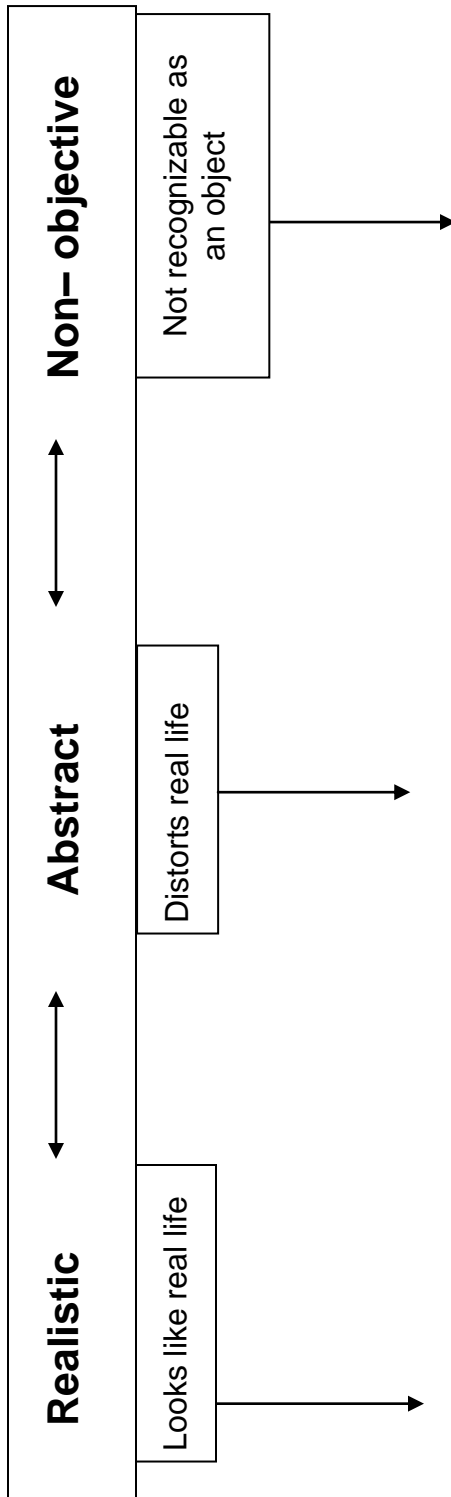 Realistic
Abstract
Non– objective
Looks like real life
Distorts real life
Not recognizable as
an object